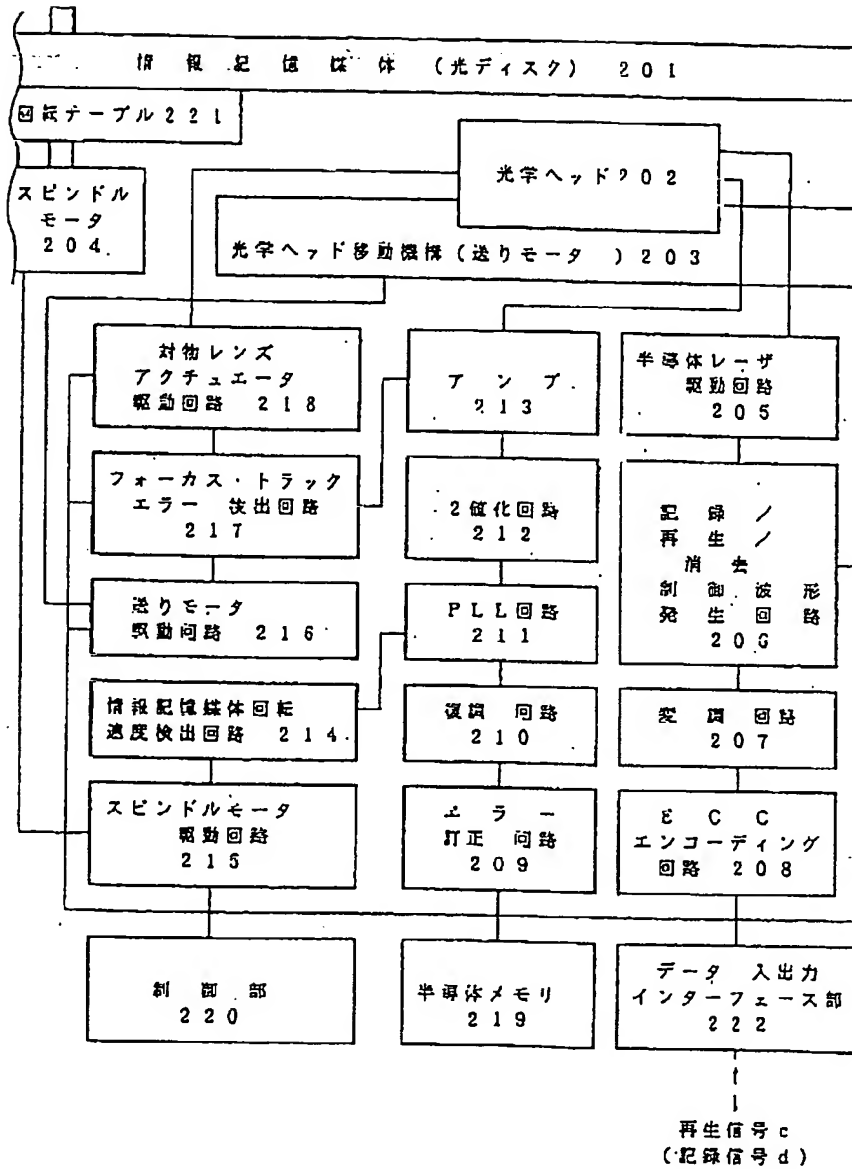 情報記憶媒体 (光ディスク) 201
回転テーブル221
光学ヘッド202
スピンドル
モータ
204
光学ヘッド移動機構(送りモータ )203
対物レンズ
アクチュエータ
駆動回路 218
アンプ
213
半導体レーザ
駆動回路
205
フォーカス・トラック
エラー 検出回路
217
2値化回路
212
記録/
再生/
消去
制御波形
発生回路
206
送りモータ
駆動回路 216
PLL回路
211
情報記憶媒体回転
速度検出回路 214
復調回路
210
変調回路
207
スピンドルモータ
駆動回路
215
エラー
訂正回路
209
ECC
エンコーディング
回路 208
制御部
220
半導体メモリ
219
データ 入出力
インターフェース部
222
再生信号c
(記録信号d)